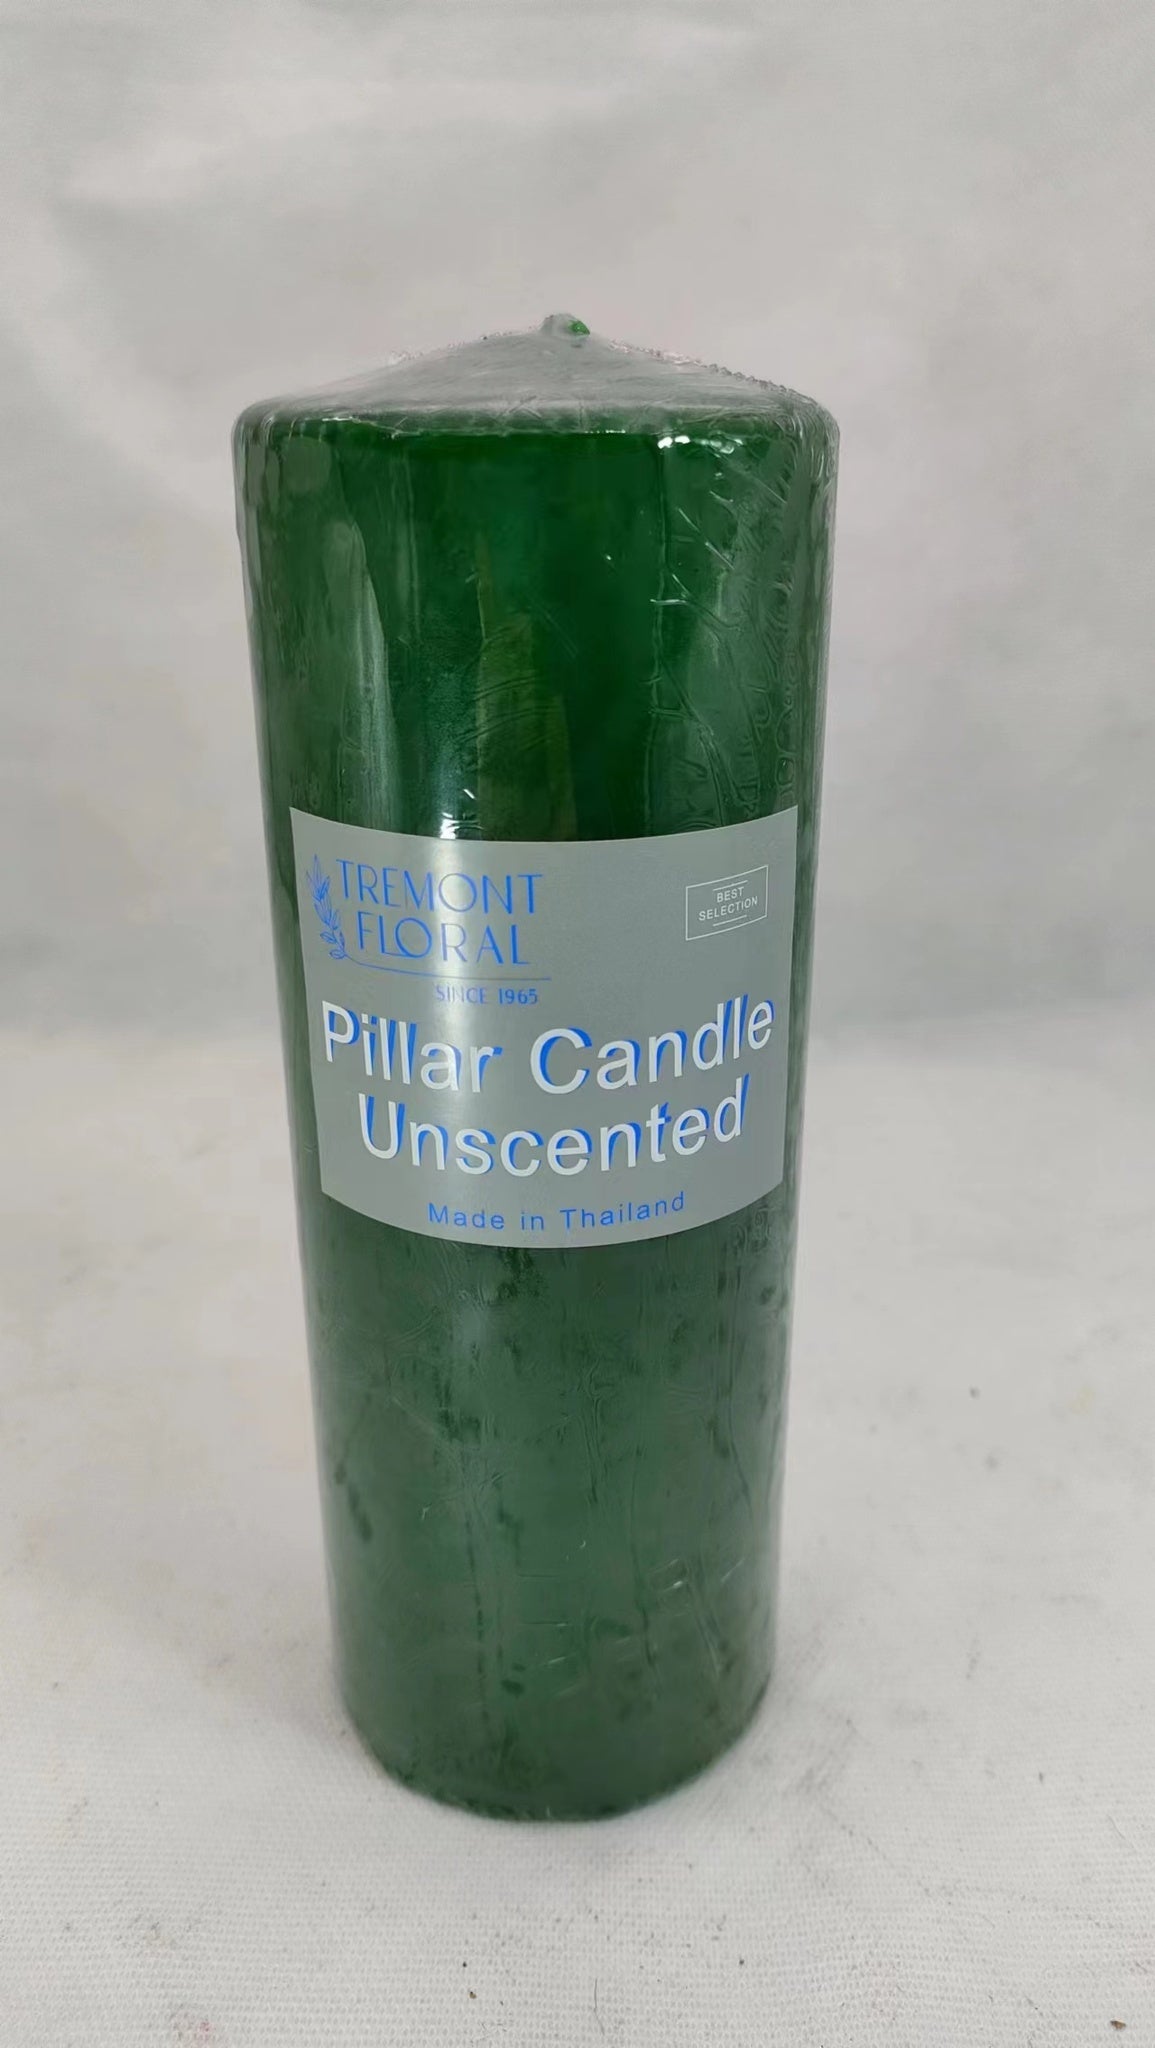 TREMONT
FLORAL
SINCE 1965
BEST
SELECTION
Pillar Candle
Unscented
Made in Thailand